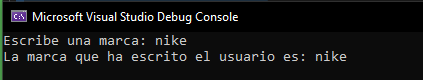 Microsoft Visual Studio Debug Console
Escribe una marca: nike
La marca que ha escrito el usuario es: nike